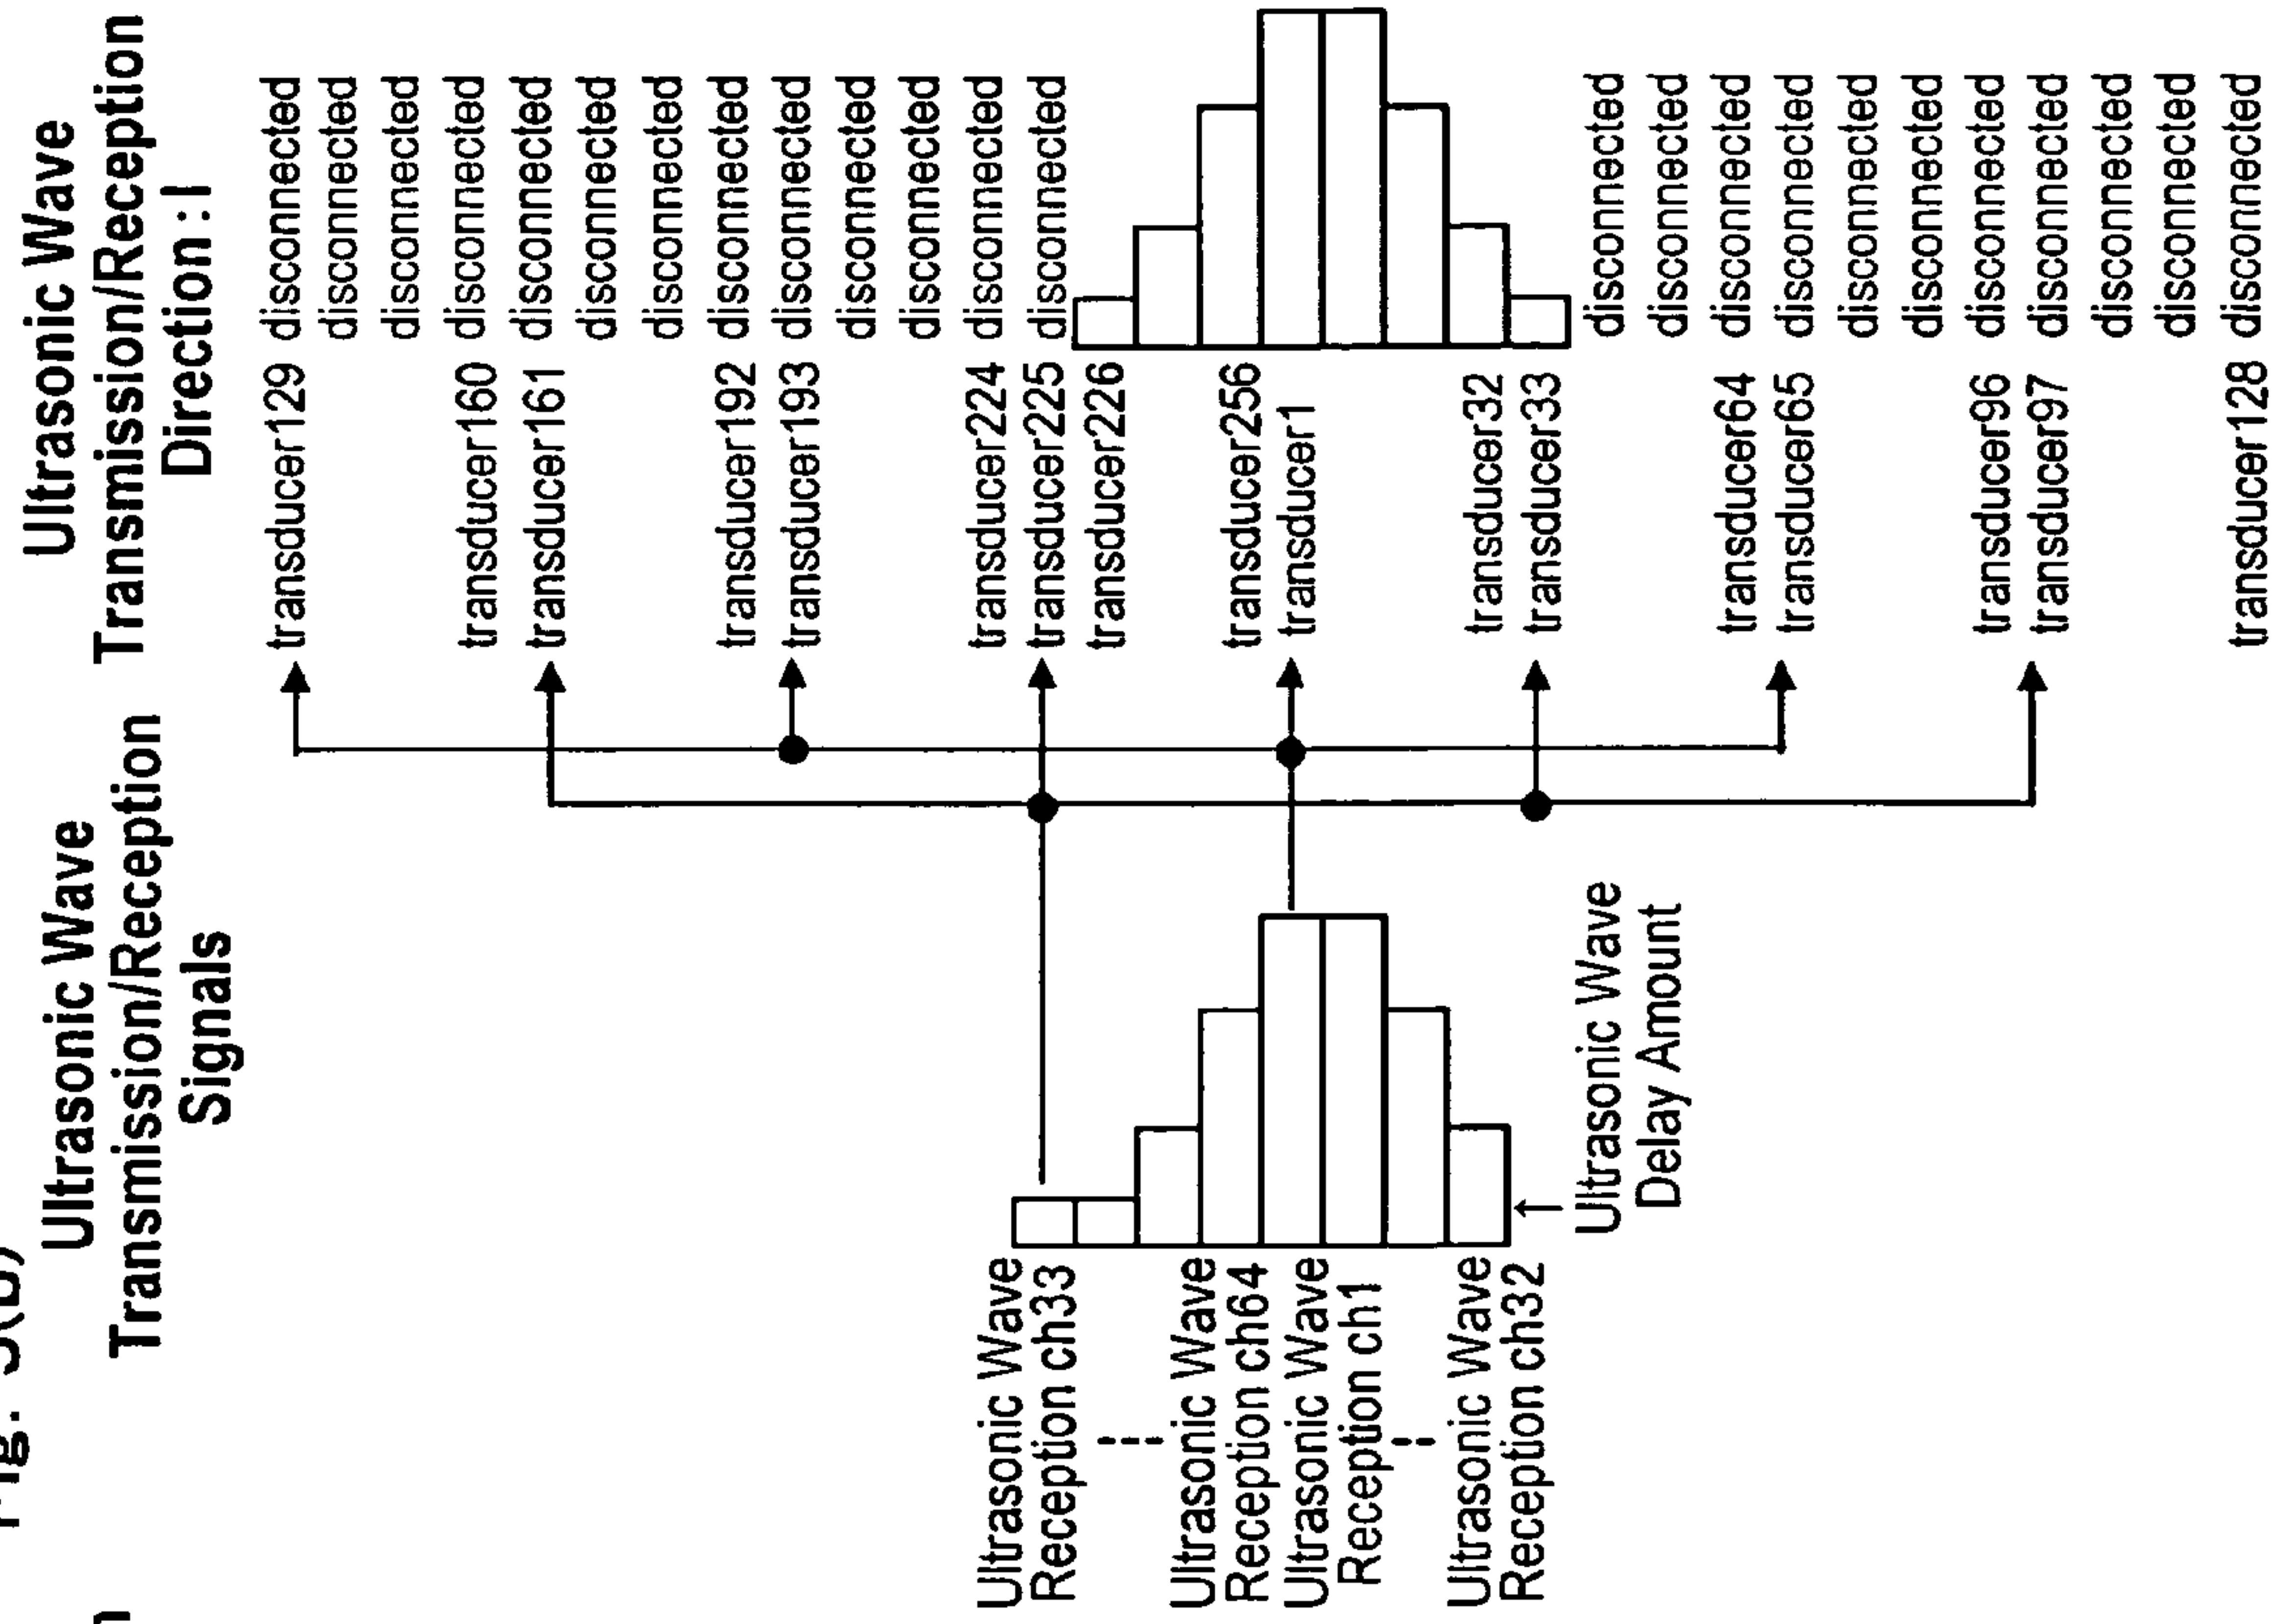 Fig.
Ultrasonic Wave
Transmission/Reception
Signals
Ultrasonic Wave
Transmission/Reception
Direction : I
transducer129 disconnected
disconnected
disconnected
transducer160 disconnected
transducer161 disconnected
disconnected
disconnected
transducer192 disconnected
transducer193 disconnected
disconnected
disconnected
transducer224 disconnected
transducer225 disconnected
transducer226
transducer256
transducer1
transducer32
transducer33
disconnected
disconnected
transducer64 disconnected
transducer65 disconnected
disconnected
disconnected
transducer96 disconnected
transducer97 disconnected
disconnected
disconnected
transducer128 disconnected
Ultrasonic Wave
Reception ch33
Ultrasonic Wave
Reception ch64
Ultrasonic Wave
Reception ch1
Ultrasonic Wave
Reception ch32
Ultrasonic Wave
Delay Amount